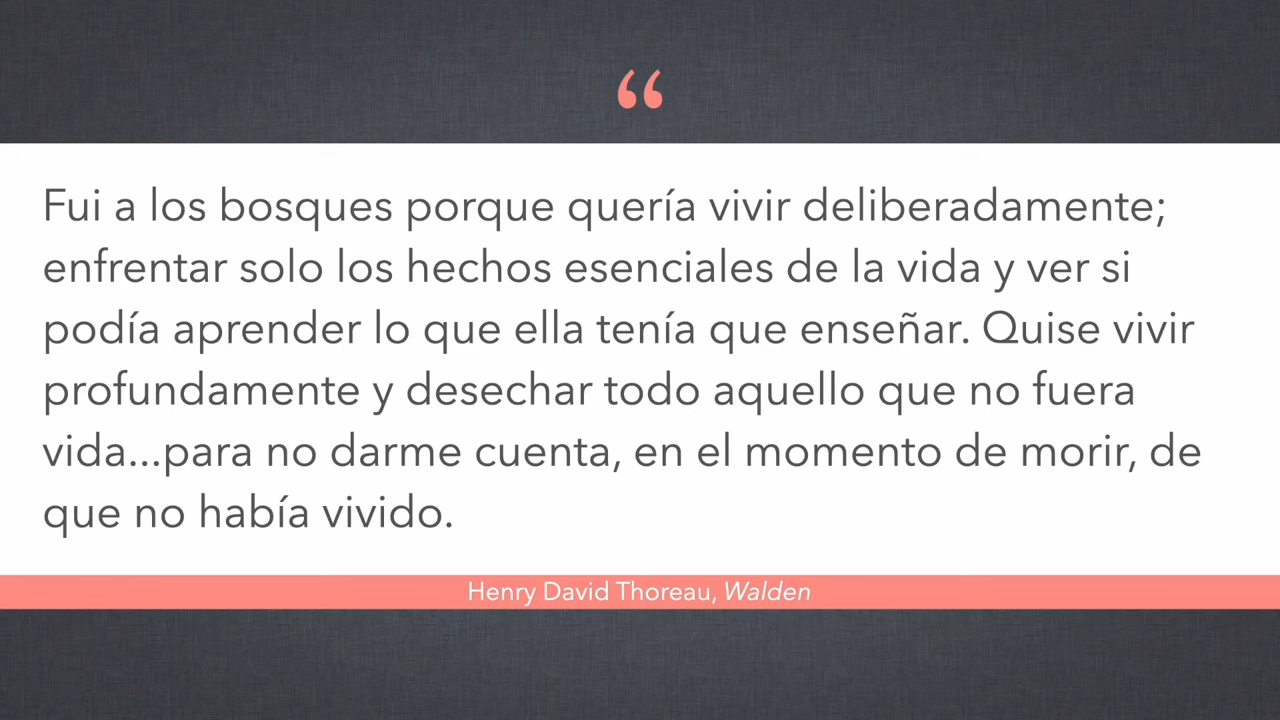 “
Fui a los bosques porque quería vivir deliberadamente;
enfrentar solo los hechos esenciales de la vida y ver si
podía aprender lo que ella tenía que enseñar. Quise vivir
profundamente y desechar todo aquello que no fuera
vida...para no darme cuenta, en el momento de morir, de
que no había vivido.
Henry David Thoreau, Walden